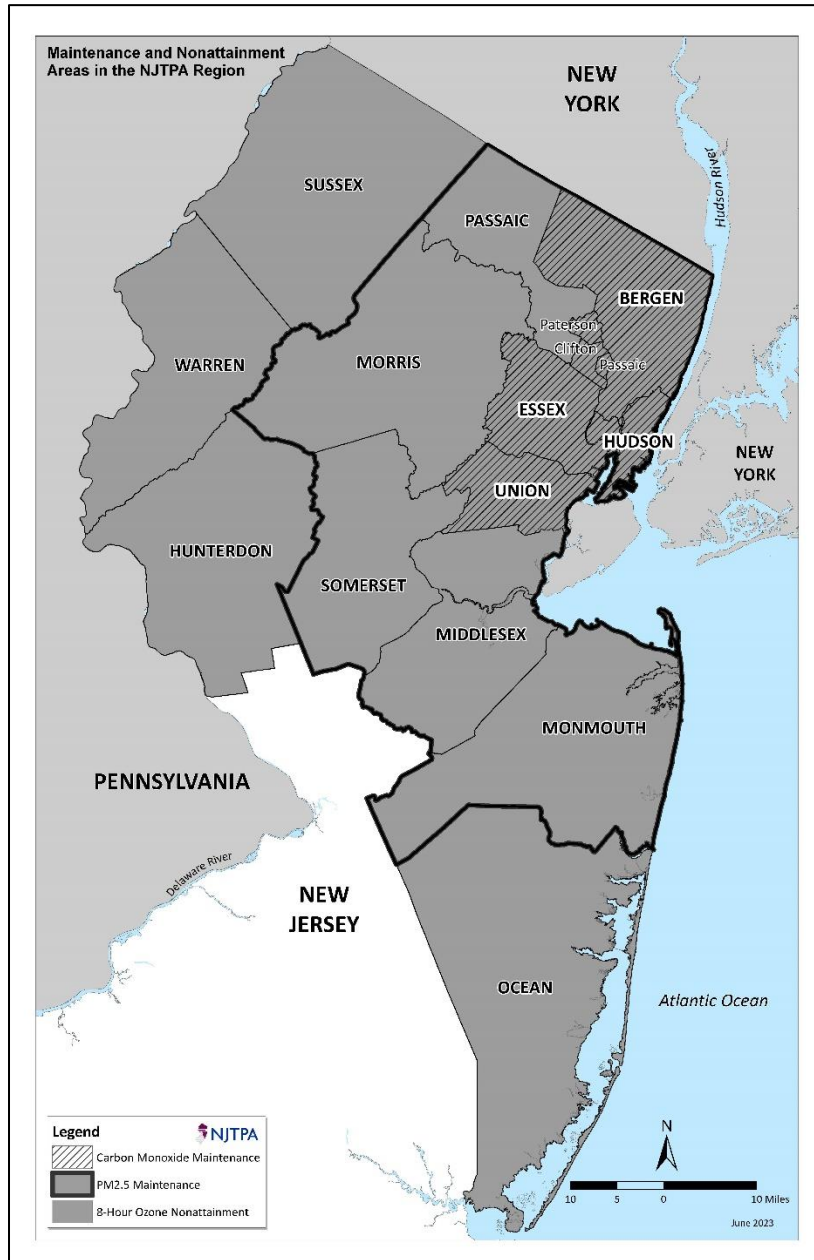 Maintenance and Nonattainment
Areas in the NJTPA Region
NEW
YORK
Hudson River
SUSSEX
PASSAIC
BERGEN
Paterson
Clifton
Passaic
WARREN
MORRIS
ESSEX
HUDSON
NEW
YORK
UNION
HUNTERDON
SOMERSET
MIDDLESEX
MONMOUTH
PENNSYLVANIA
Delaware River
NEW
JERSEY
OCEAN
Atlantic Ocean
Legend
NJTPA
Carbon Monoxide Maintenance
PM2.5 Maintenance
8-Hour Ozone Nonattainment
N
10 5 0 10 Miles
June 2023